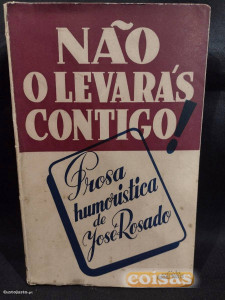 NÃO
O LEVARÁS
CONTIGO!
Prosa
humorística
de
José Rosado
coisas